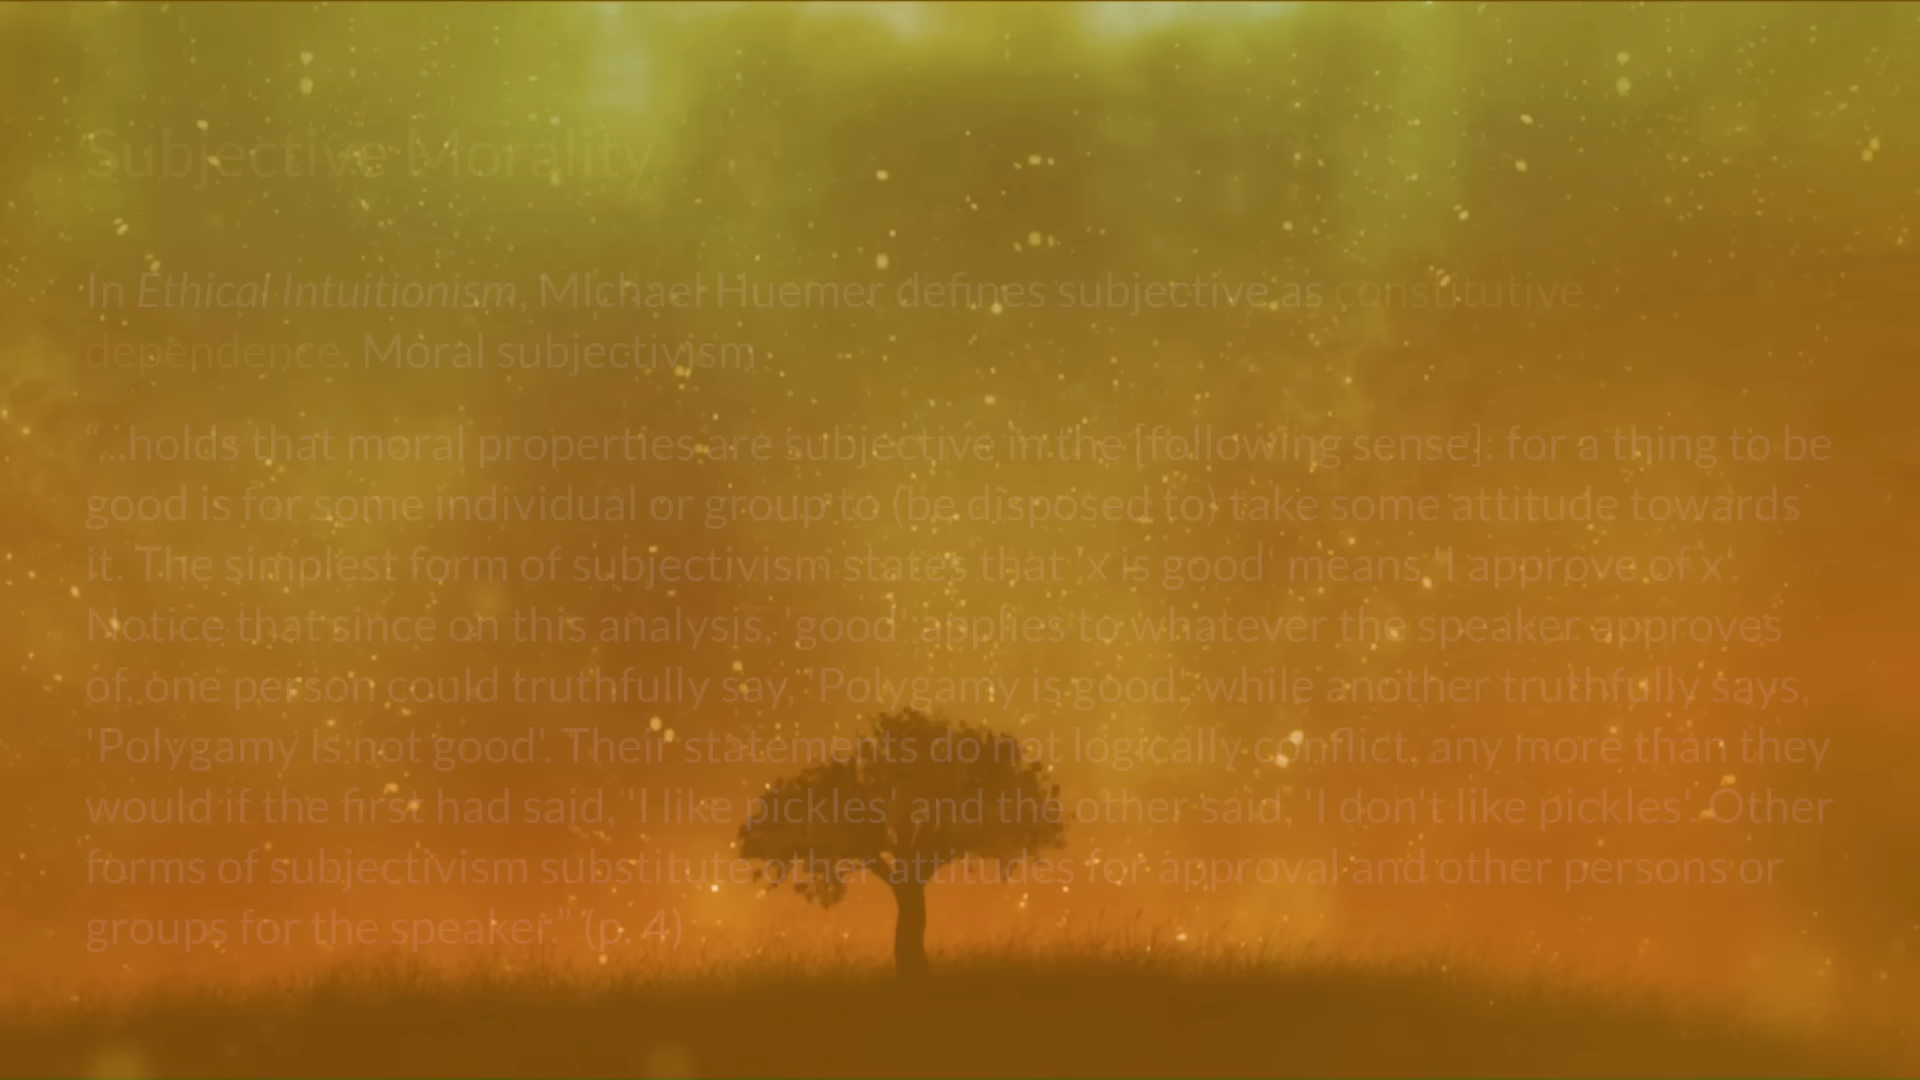 Subjective Morality
In Ethical Intuitionism, Michael Huemer defines subjective as constitutive
dependence. Moral subjectivism
“...holds that moral properties are subjective in the [following sense]: for a thing to be
good is for some individual or group to (be disposed to) take some attitude towards
it. The simplest form of subjectivism states that 'x is good' means 'I approve of x'.
Notice that since on this analysis, 'good' applies to whatever the speaker approves
of, one person could truthfully say, 'Polygamy is good, while another truthfully says,
'Polygamy is not good'. Their statements do not logically conflict, any more than they
would if the first had said, 'I like pickles' and the other said, 'I don't like pickles'. Other
forms of subjectivism substitute other attitudes for approval and other persons or
groups for the speaker.” (p. 4)